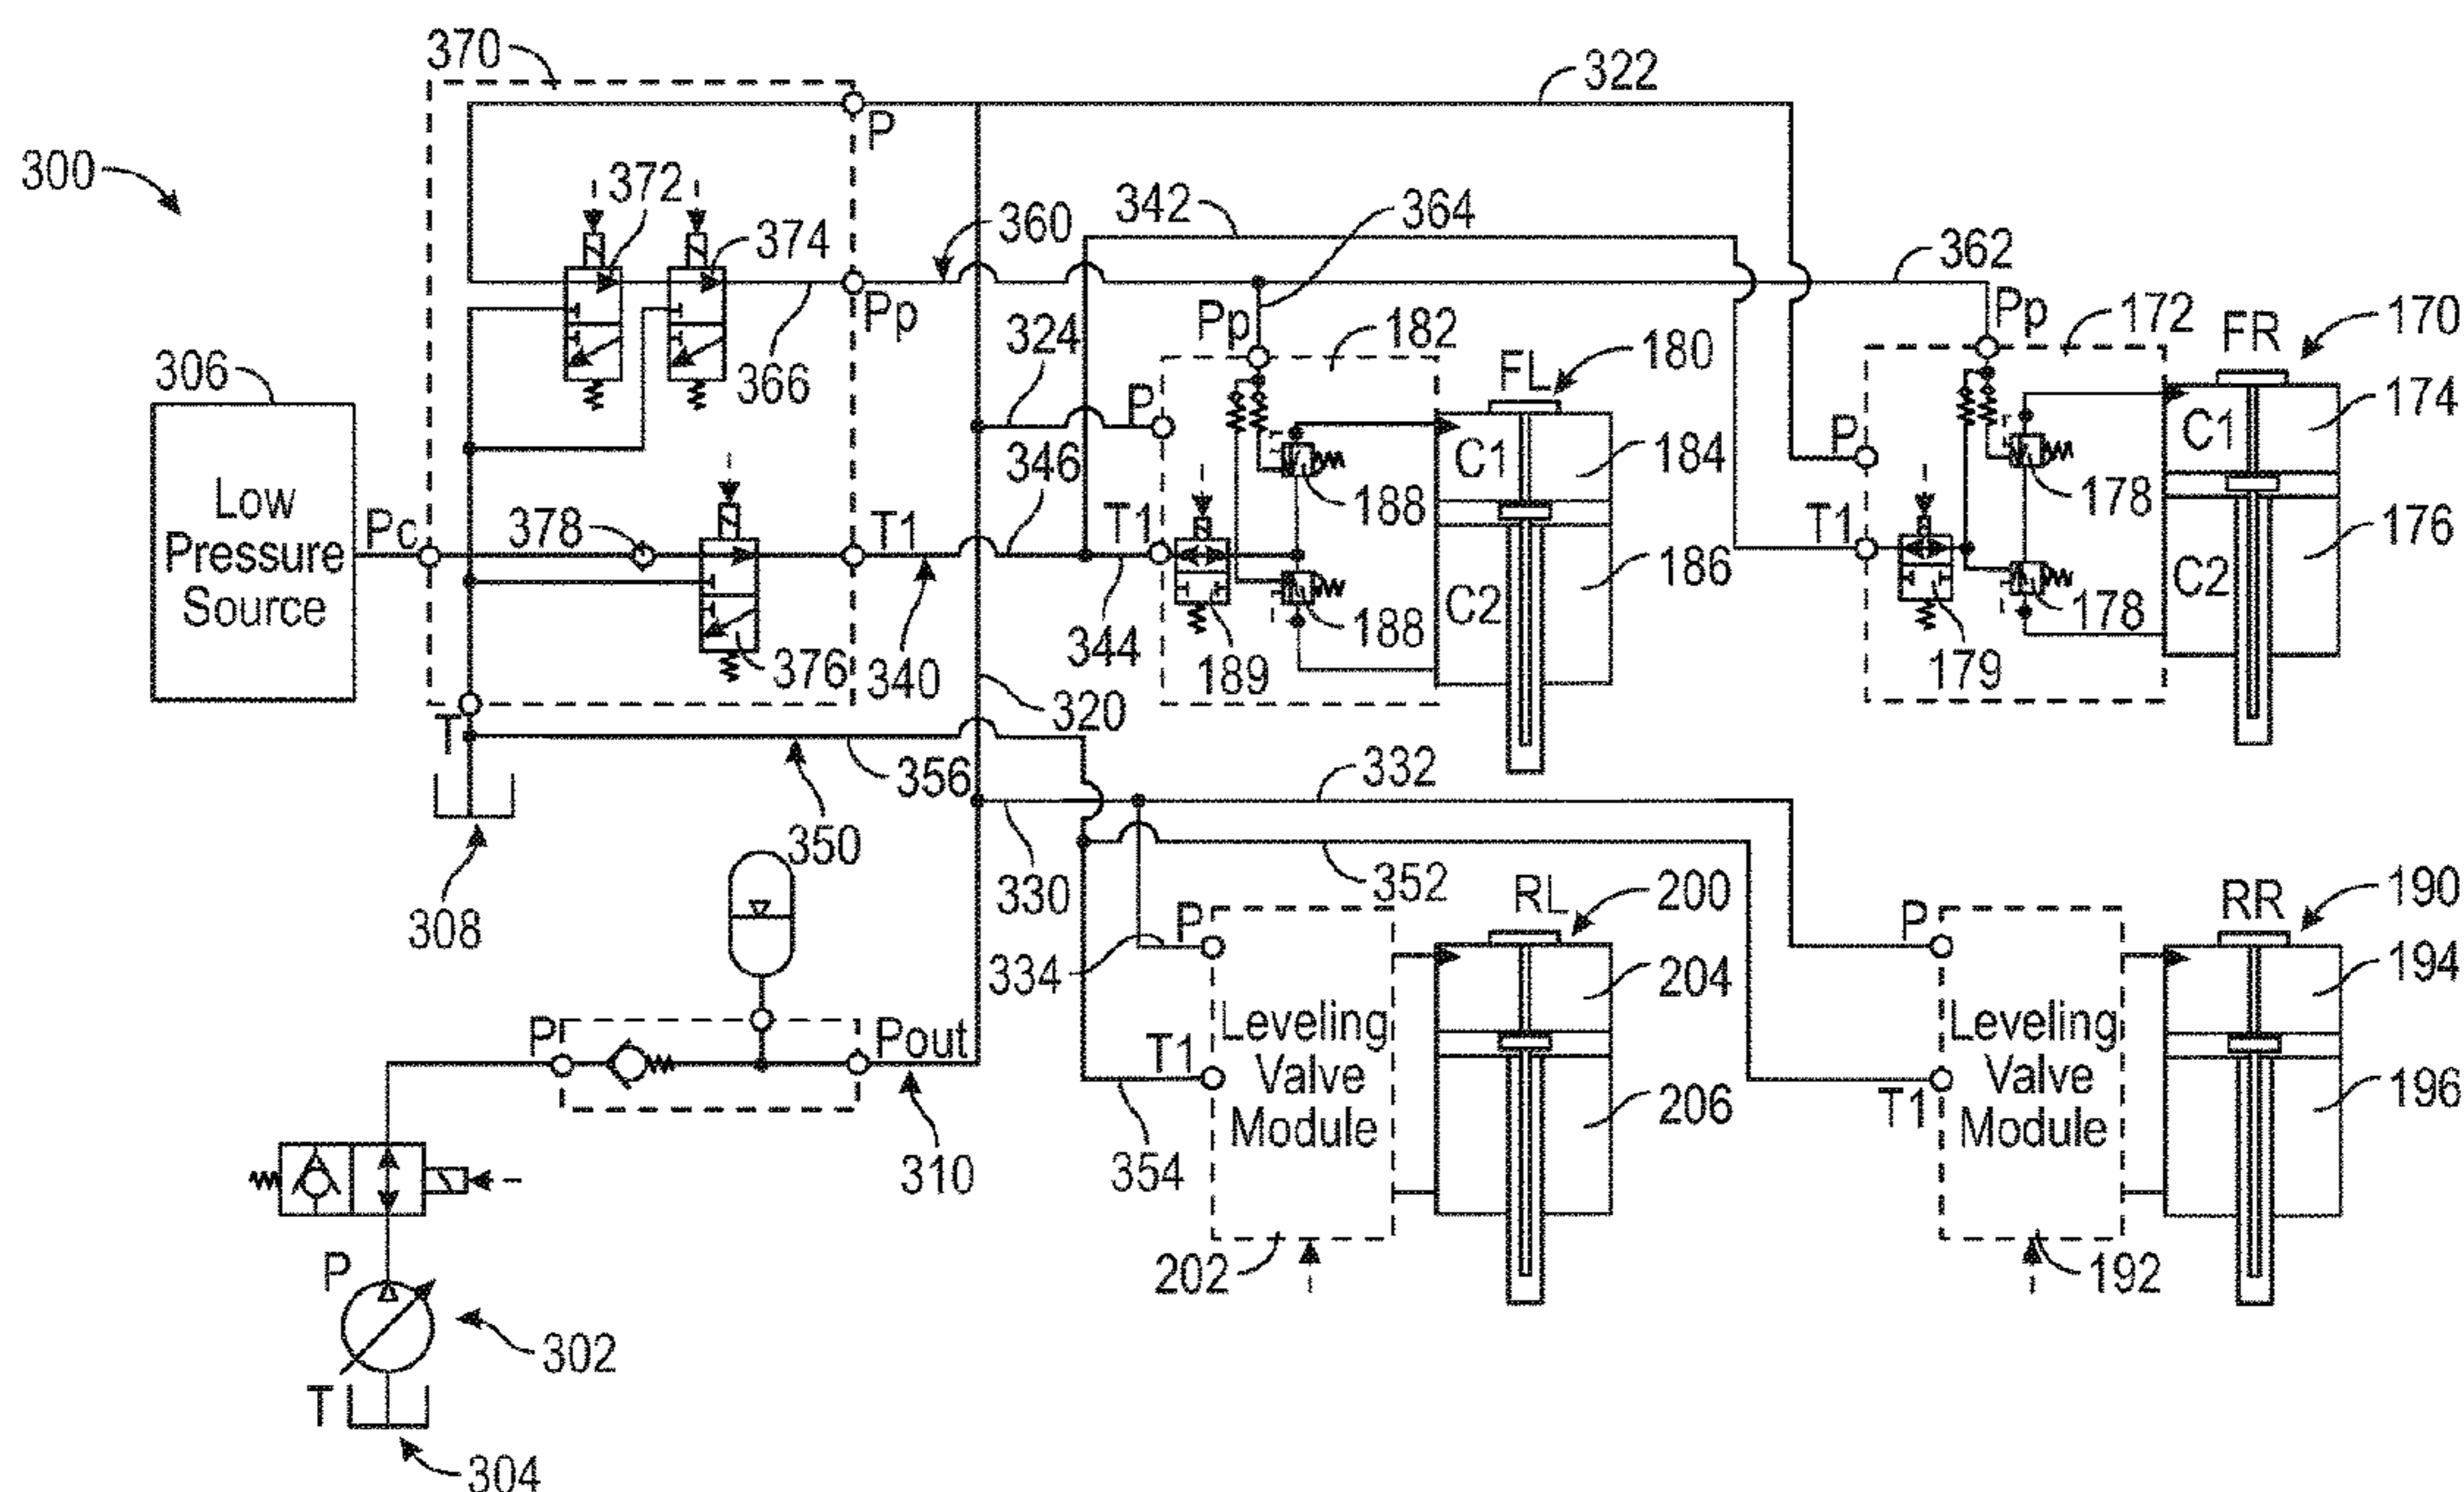 370
322
300
P
372
374
360
342
364
362
Pp
366
324
Pp
182
FL
180
Pp
172
FR
170
306
P
346
C1
184
188
P
C1
174
178
Low
Pressure
Source
Pc
378
T1
T1
C2
186
188
T1
C2
176
178
376
340
344
189
179
T
320
356
350
332
308
330
352
RL
200
RR
190
334
P
204
P
194
P
Pout
T1
Leveling
Valve
Module
206
T1
Leveling
Valve
Module
196
310
354
202
192
P
302
T
304